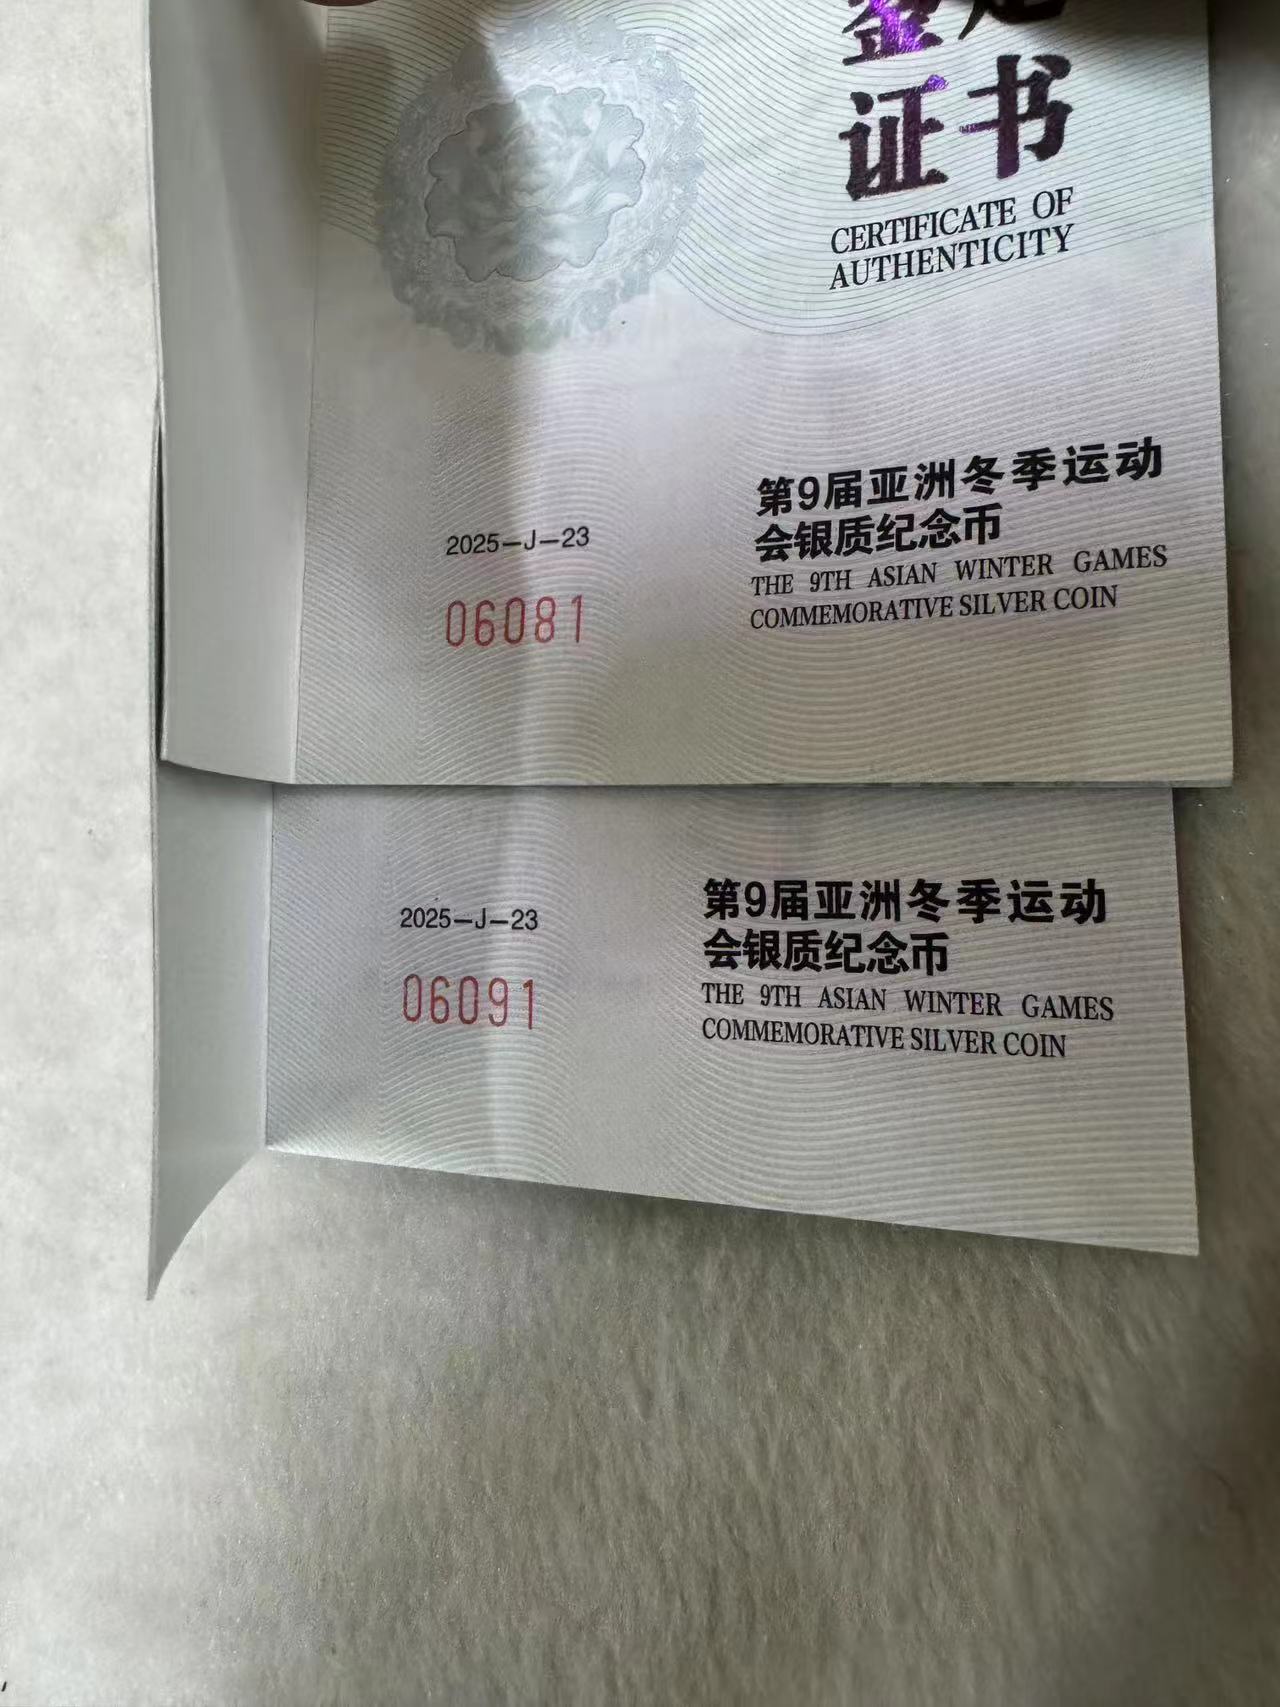 鉴定
证书
CERTIFICATE OF
AUTHENTICITY
第9届亚洲冬季运动
会银质纪念币
THE 9TH ASIAN WINTER GAMES
COMMEMORATIVE SILVER COIN
2025-J-23
06081
第9届亚洲冬季运动
会银质纪念币
THE 9TH ASIAN WINTER GAMES
COMMEMORATIVE SILVER COIN
2025-J-23
06091